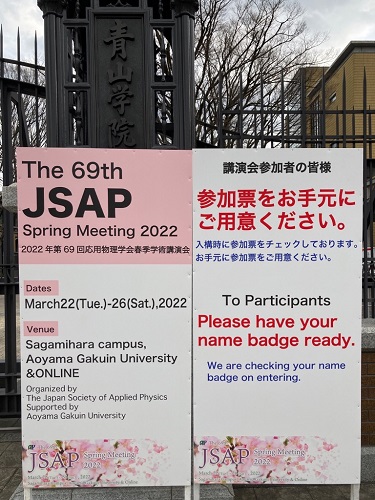 青山学院
The 69th
JSAP
Spring Meeting 2022
2022年第69回応用物理学会春季学術講演会
Dates
March22(Tue.)-26(Sat.),2022
Venue
Sagamihara campus,
Aoyama Gakuin University
&ONLINE
Organized by
The Japan Society of Applied Physics
Supported by
Aoyama Gakuin University
JSAP Spring Meeting
2022
講演会参加者の皆様
参加票をお手元に
ご用意ください。
入構時に参加票をチェックしております。
お手元に参加票をご用意ください。
To Participants
Please have your
name badge ready.
We are checking your name
badge on entering.
JSAP Spring Meeting
2022